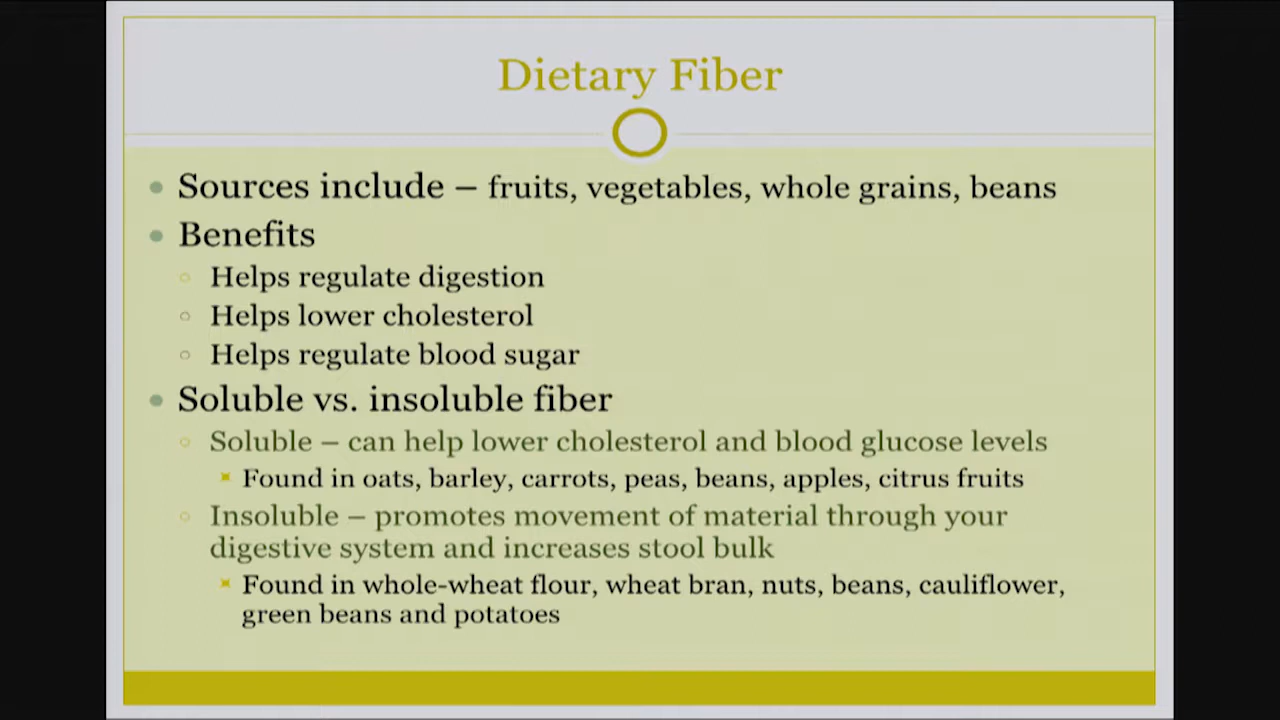 Dietary Fiber
Sources include – fruits, vegetables, whole grains, beans
Benefits
Helps regulate digestion
Helps lower cholesterol
Helps regulate blood sugar
Soluble vs. insoluble fiber
Soluble – can help lower cholesterol and blood glucose levels
Found in oats, barley, carrots, peas, beans, apples, citrus fruits
Insoluble – promotes movement of material through your
digestive system and increases stool bulk
Found in whole-wheat flour, wheat bran, nuts, beans, cauliflower,
green beans and potatoes